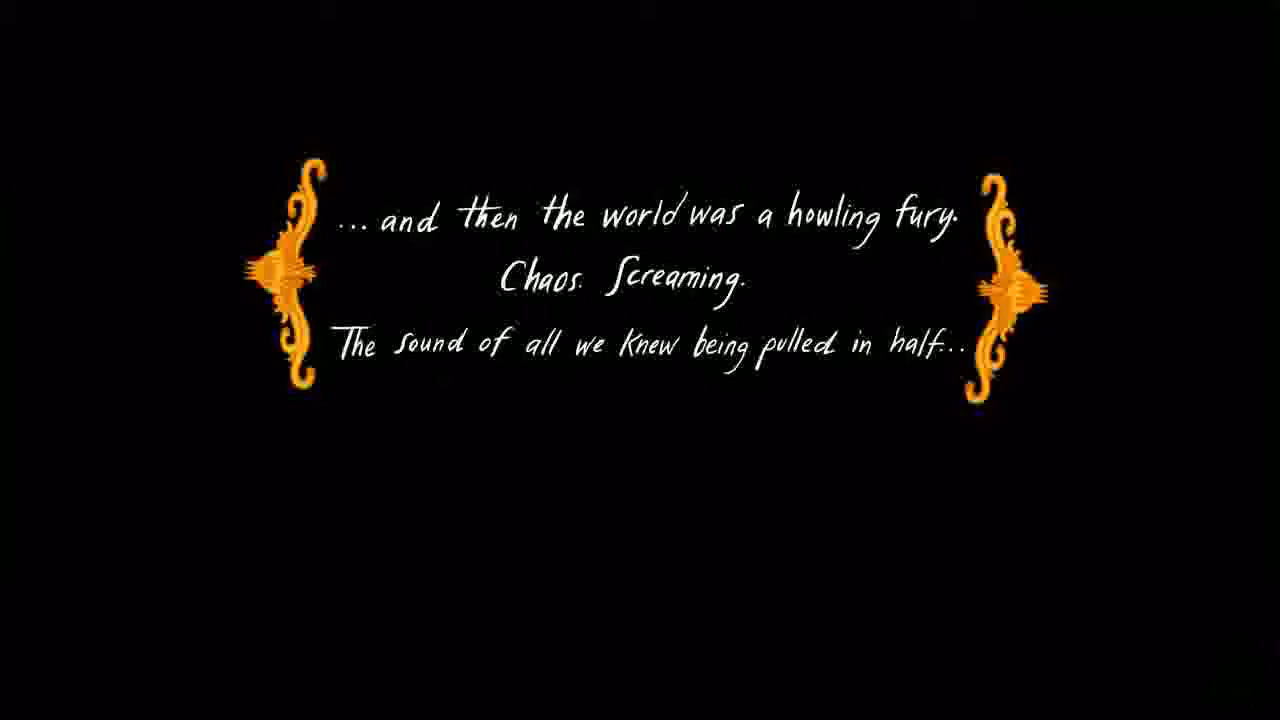 ... and then the world was a howling fury.
Chaos. Screaming.
The sound of all we knew being pulled in half...